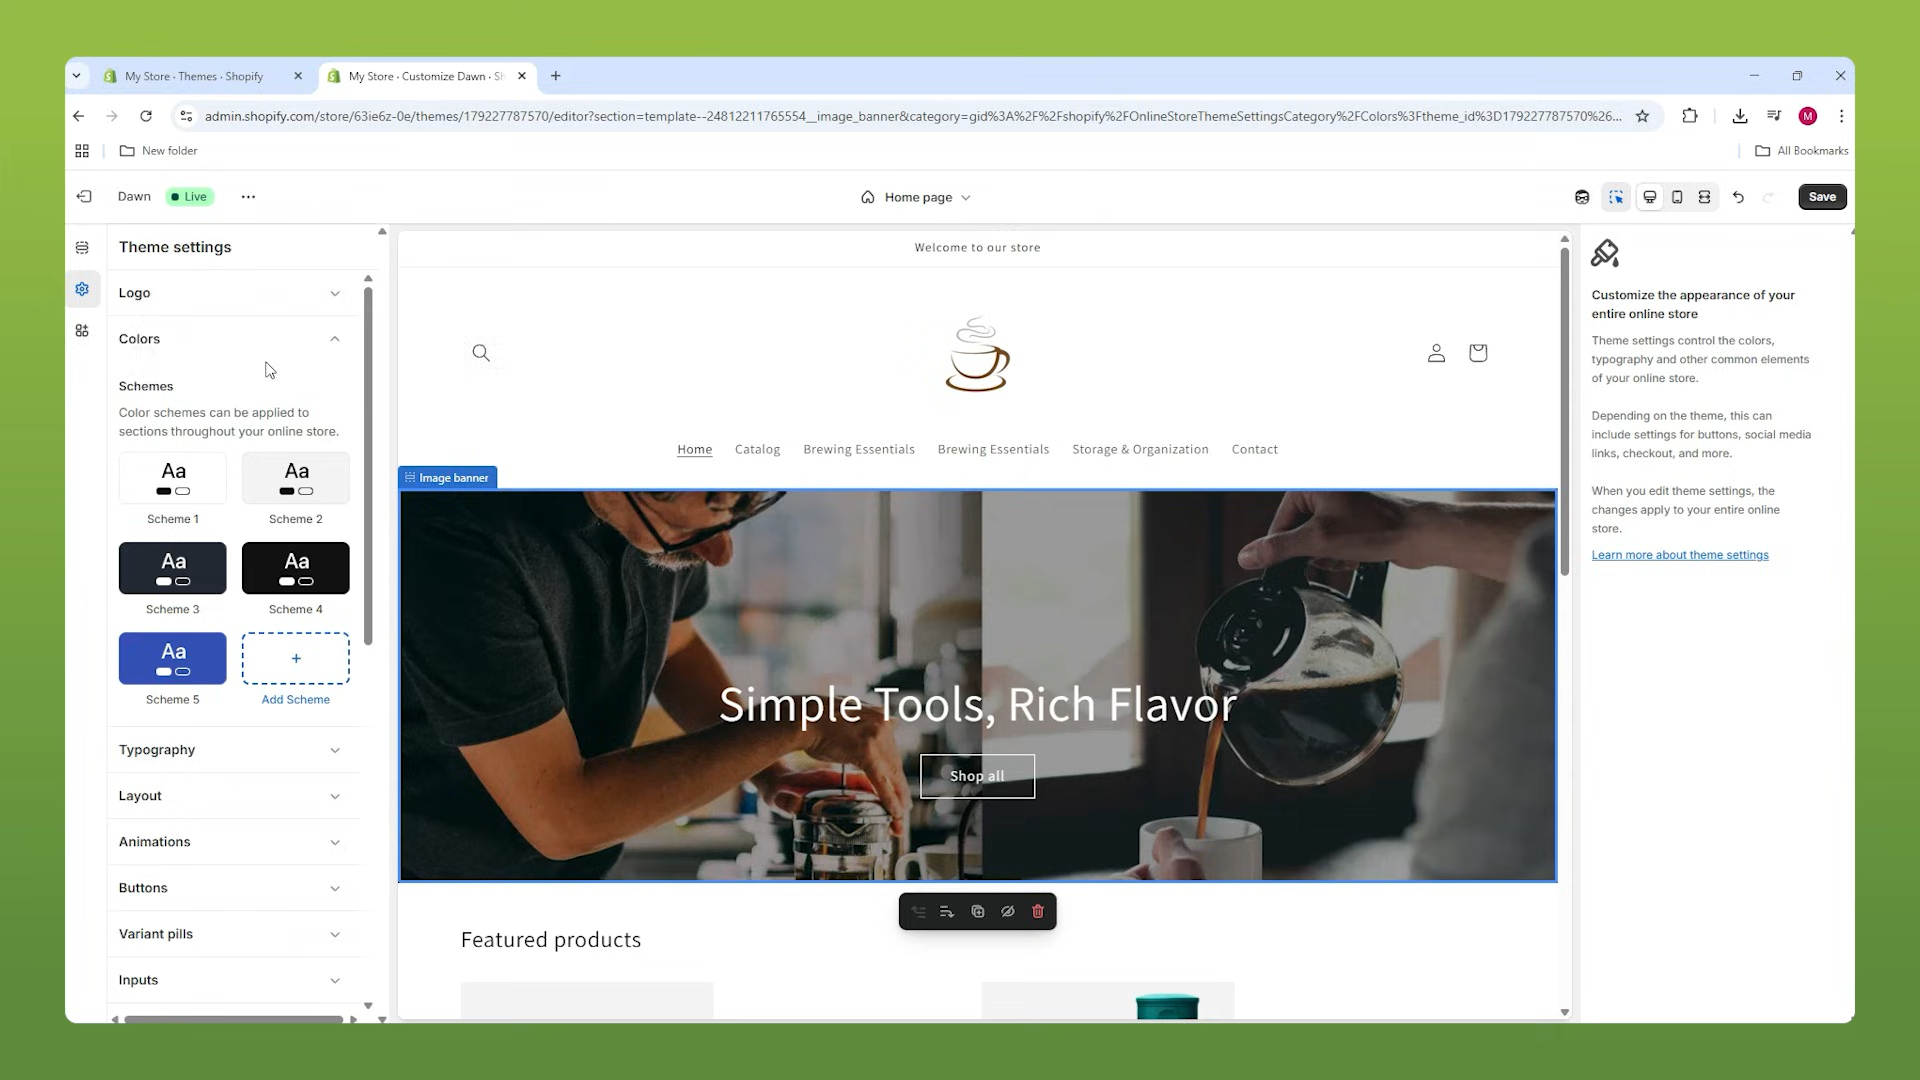 My Store · Themes · Shopify
My Store · Customize Dawn · Sh
admin.shopify.com/store/63ie6z-0e/themes/179227787570/editor?section=template--24812211765554__image_banner&category=gid%3A%2F%2Fshopify%2FOnlineStoreThemeSettingsCategory%2FColors%3Ftheme_id%3D179227787570%26...
M
New folder
All Bookmarks
Dawn
Live
Home page
Save
Theme settings
Logo
Colors
Schemes
Color schemes can be applied to
sections throughout your online store.
Aa
Aa
Scheme 1
Scheme 2
Aa
Aa
Scheme 3
Scheme 4
Aa
+
Scheme 5
Add Scheme
Typography
Layout
Animations
Buttons
Variant pills
Inputs
Welcome to our store
Home
Catalog
Brewing Essentials
Brewing Essentials
Storage & Organization
Contact
Image banner
Simple Tools, Rich Flavor
Shop all
Featured products
Customize the appearance of your
entire online store
Theme settings control the colors,
typography and other common elements
of your online store.
Depending on the theme, this can
include settings for buttons, social media
links, checkout, and more.
When you edit theme settings, the
changes apply to your entire online
store.
Learn more about theme settings